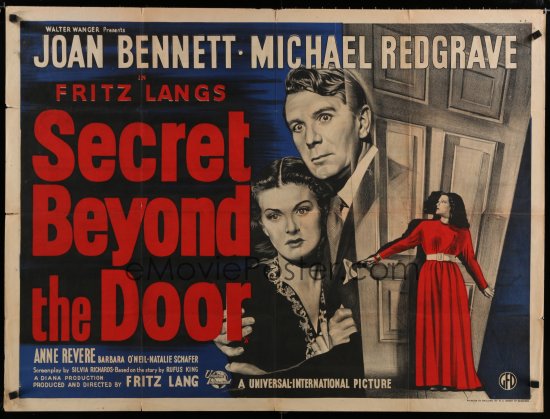 WALTER WANGER Presents
JOAN BENNETT · MICHAEL REDGRAVE
IN
FRITZ LANGS
Secret
Beyond
the Door
ANNE REVERE BARBARA O'NEIL · NATALIE SCHAFER
Screenplay by SILVIA RICHARDS · Based on the story by RUFUS KING
A DIANA PRODUCTION
PRODUCED AND DIRECTED BY FRITZ LANG
A UNIVERSAL-INTERNATIONAL PICTURE
GFD
eMoviePoster.com